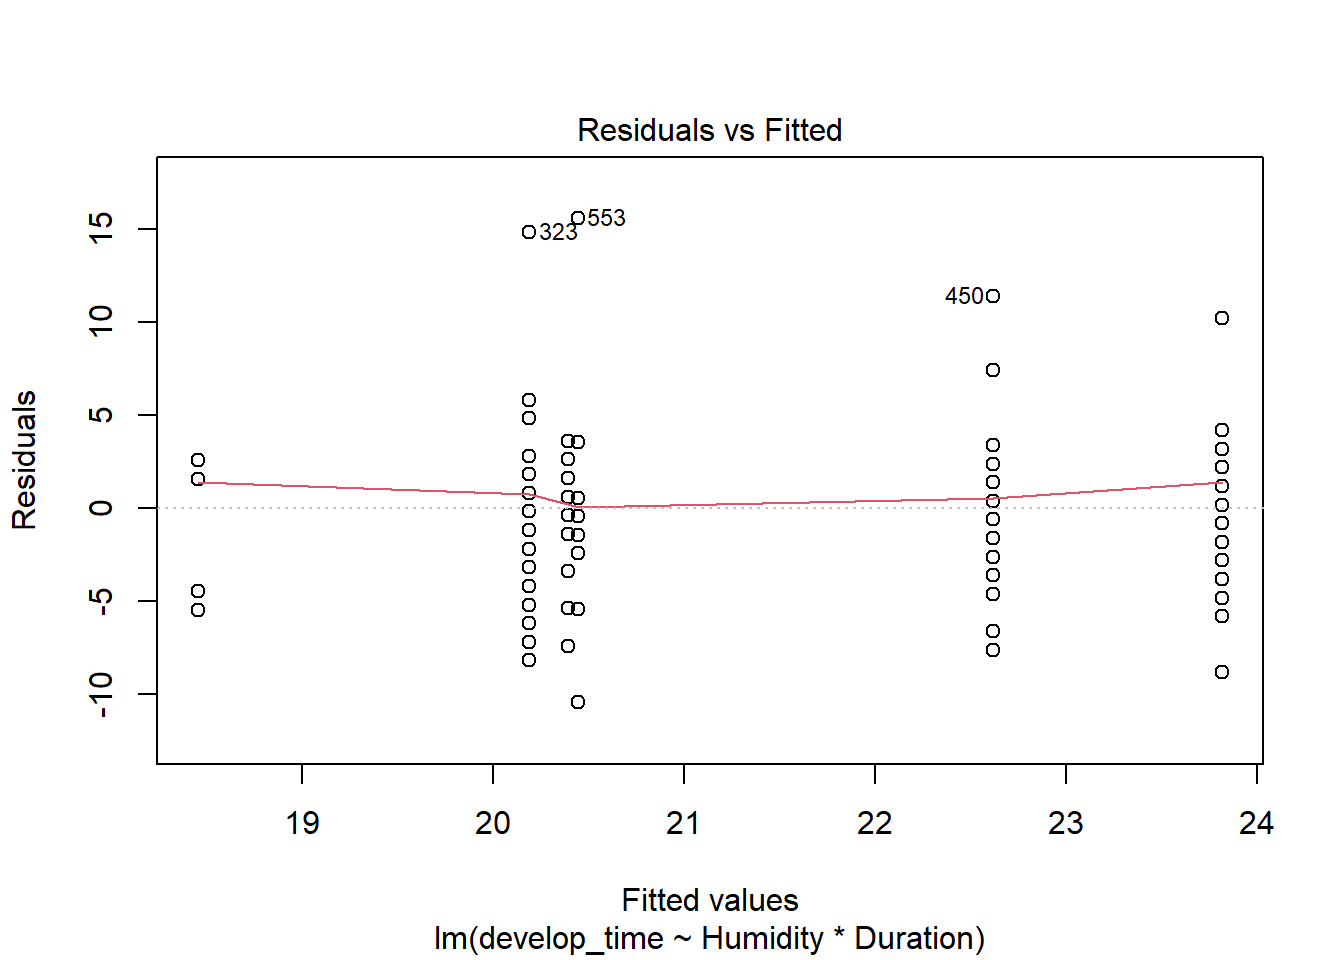 Residuals vs Fitted
Residuals
15
10
5
0
-5
-10
553
323
450
19 20 21 22 23 24
Fitted values
lm(develop_time ~ Humidity * Duration)